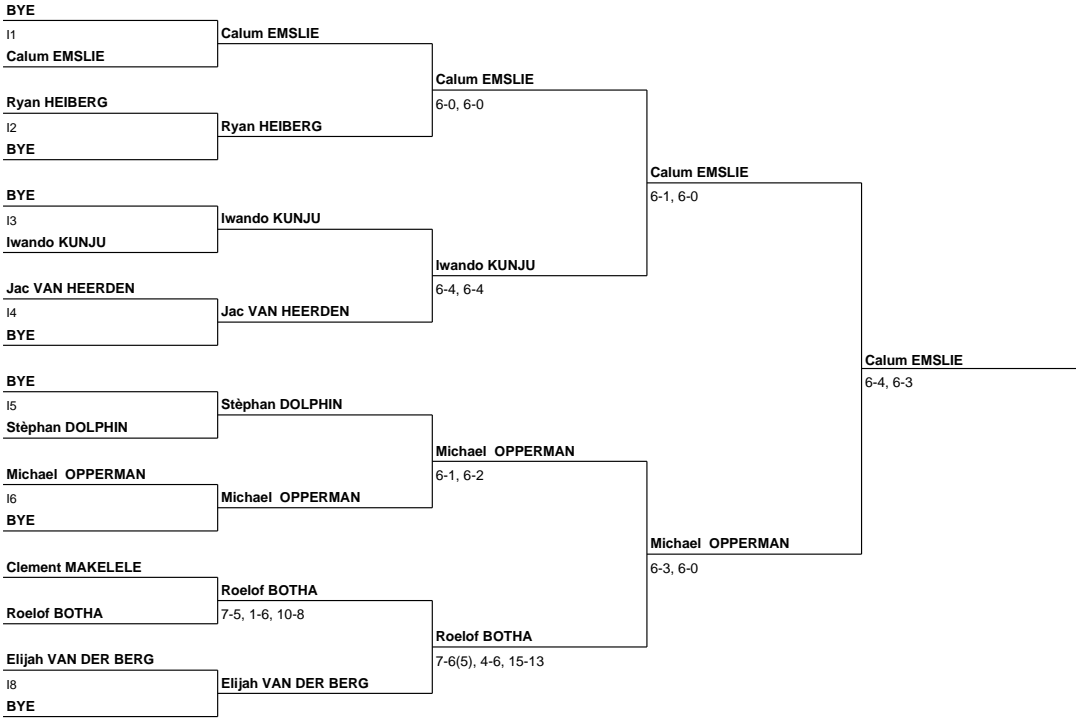 BYE
I1
Calum EMSLIE
Ryan HEIBERG
I2
BYE
BYE
I3
Iwando KUNJU
Jac VAN HEERDEN
I4
BYE
BYE
I5
Stèphan DOLPHIN
Michael OPPERMAN
I6
BYE
Clement MAKELELE
Roelof BOTHA
Elijah VAN DER BERG
I8
BYE
Calum EMSLIE
Ryan HEIBERG
Iwando KUNJU
Jac VAN HEERDEN
Stèphan DOLPHIN
Michael OPPERMAN
Roelof BOTHA
7-5, 1-6, 10-8
Elijah VAN DER BERG
Calum EMSLIE
6-0, 6-0
Iwando KUNJU
6-4, 6-4
Michael OPPERMAN
6-1, 6-2
Roelof BOTHA
7-6(5), 4-6, 15-13
Calum EMSLIE
6-1, 6-0
Michael OPPERMAN
6-3, 6-0
Calum EMSLIE
6-4, 6-3